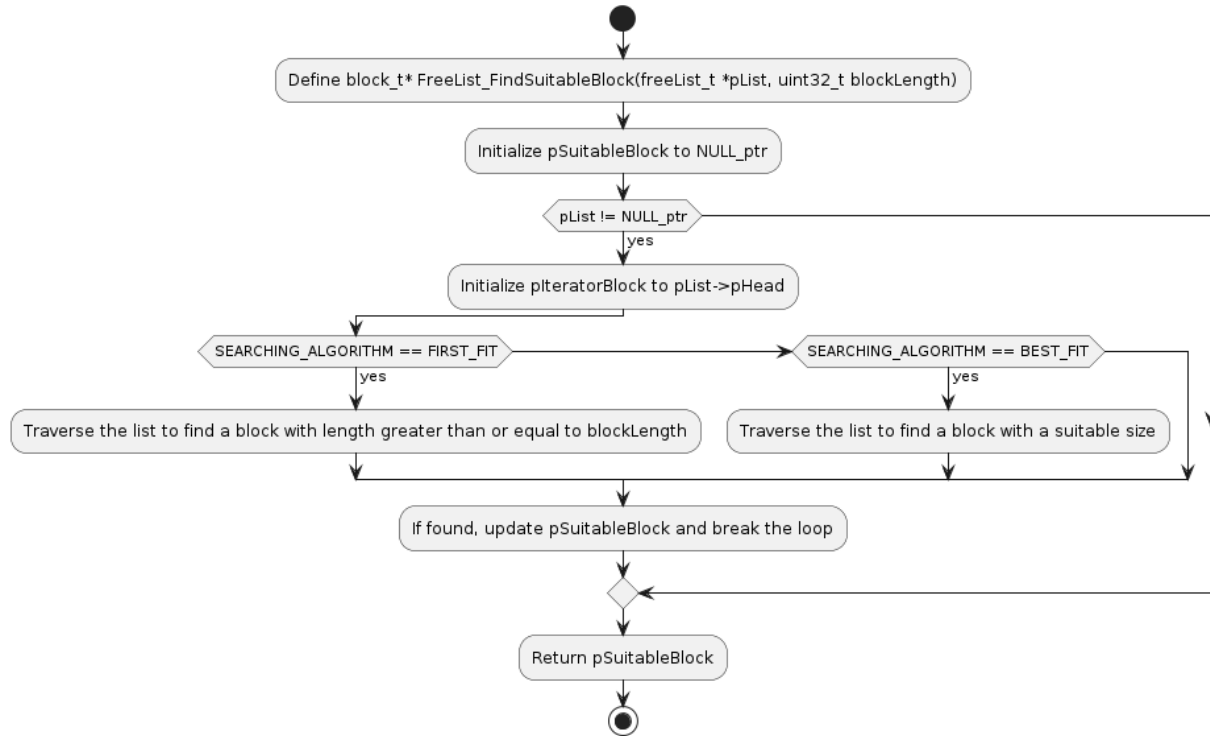 Define block_t* FreeList_FindSuitableBlock(freeList_t *pList, uint32_t blockLength)
Initialize pSuitableBlock to NULL_ptr
pList != NULL_ptr
yes
Initialize pIteratorBlock to pList->pHead
SEARCHING_ALGORITHM == FIRST_FIT
SEARCHING_ALGORITHM == BEST_FIT
yes
yes
Traverse the list to find a block with length greater than or equal to blockLength
Traverse the list to find a block with a suitable size
If found, update pSuitableBlock and break the loop
Return pSuitableBlock